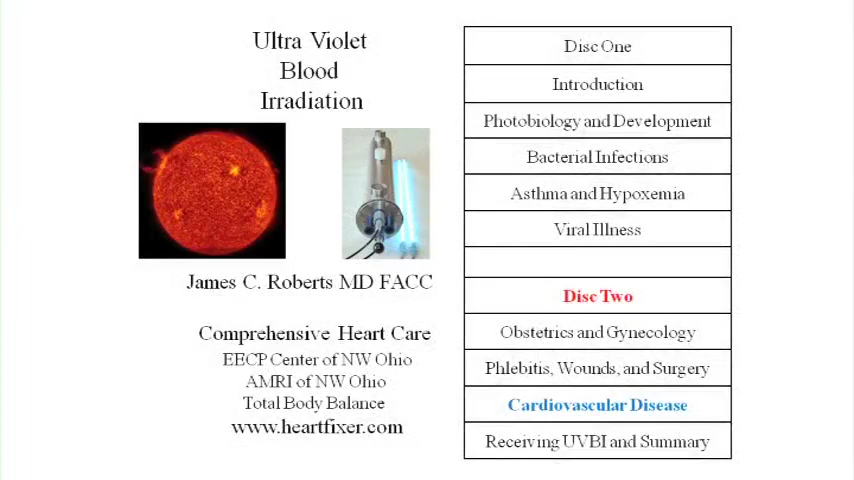 Ultra Violet
Blood
Irradiation
James C. Roberts MD FACC
Comprehensive Heart Care
EECP Center of NW Ohio
AMRI of NW Ohio
Total Body Balance
www.heartfixer.com
Disc One
Introduction
Photobiology and Development
Bacterial Infections
Asthma and Hypoxemia
Viral Illness
Disc Two
Obstetrics and Gynecology
Phlebitis, Wounds, and Surgery
Cardiovascular Disease
Receiving UVBI and Summary